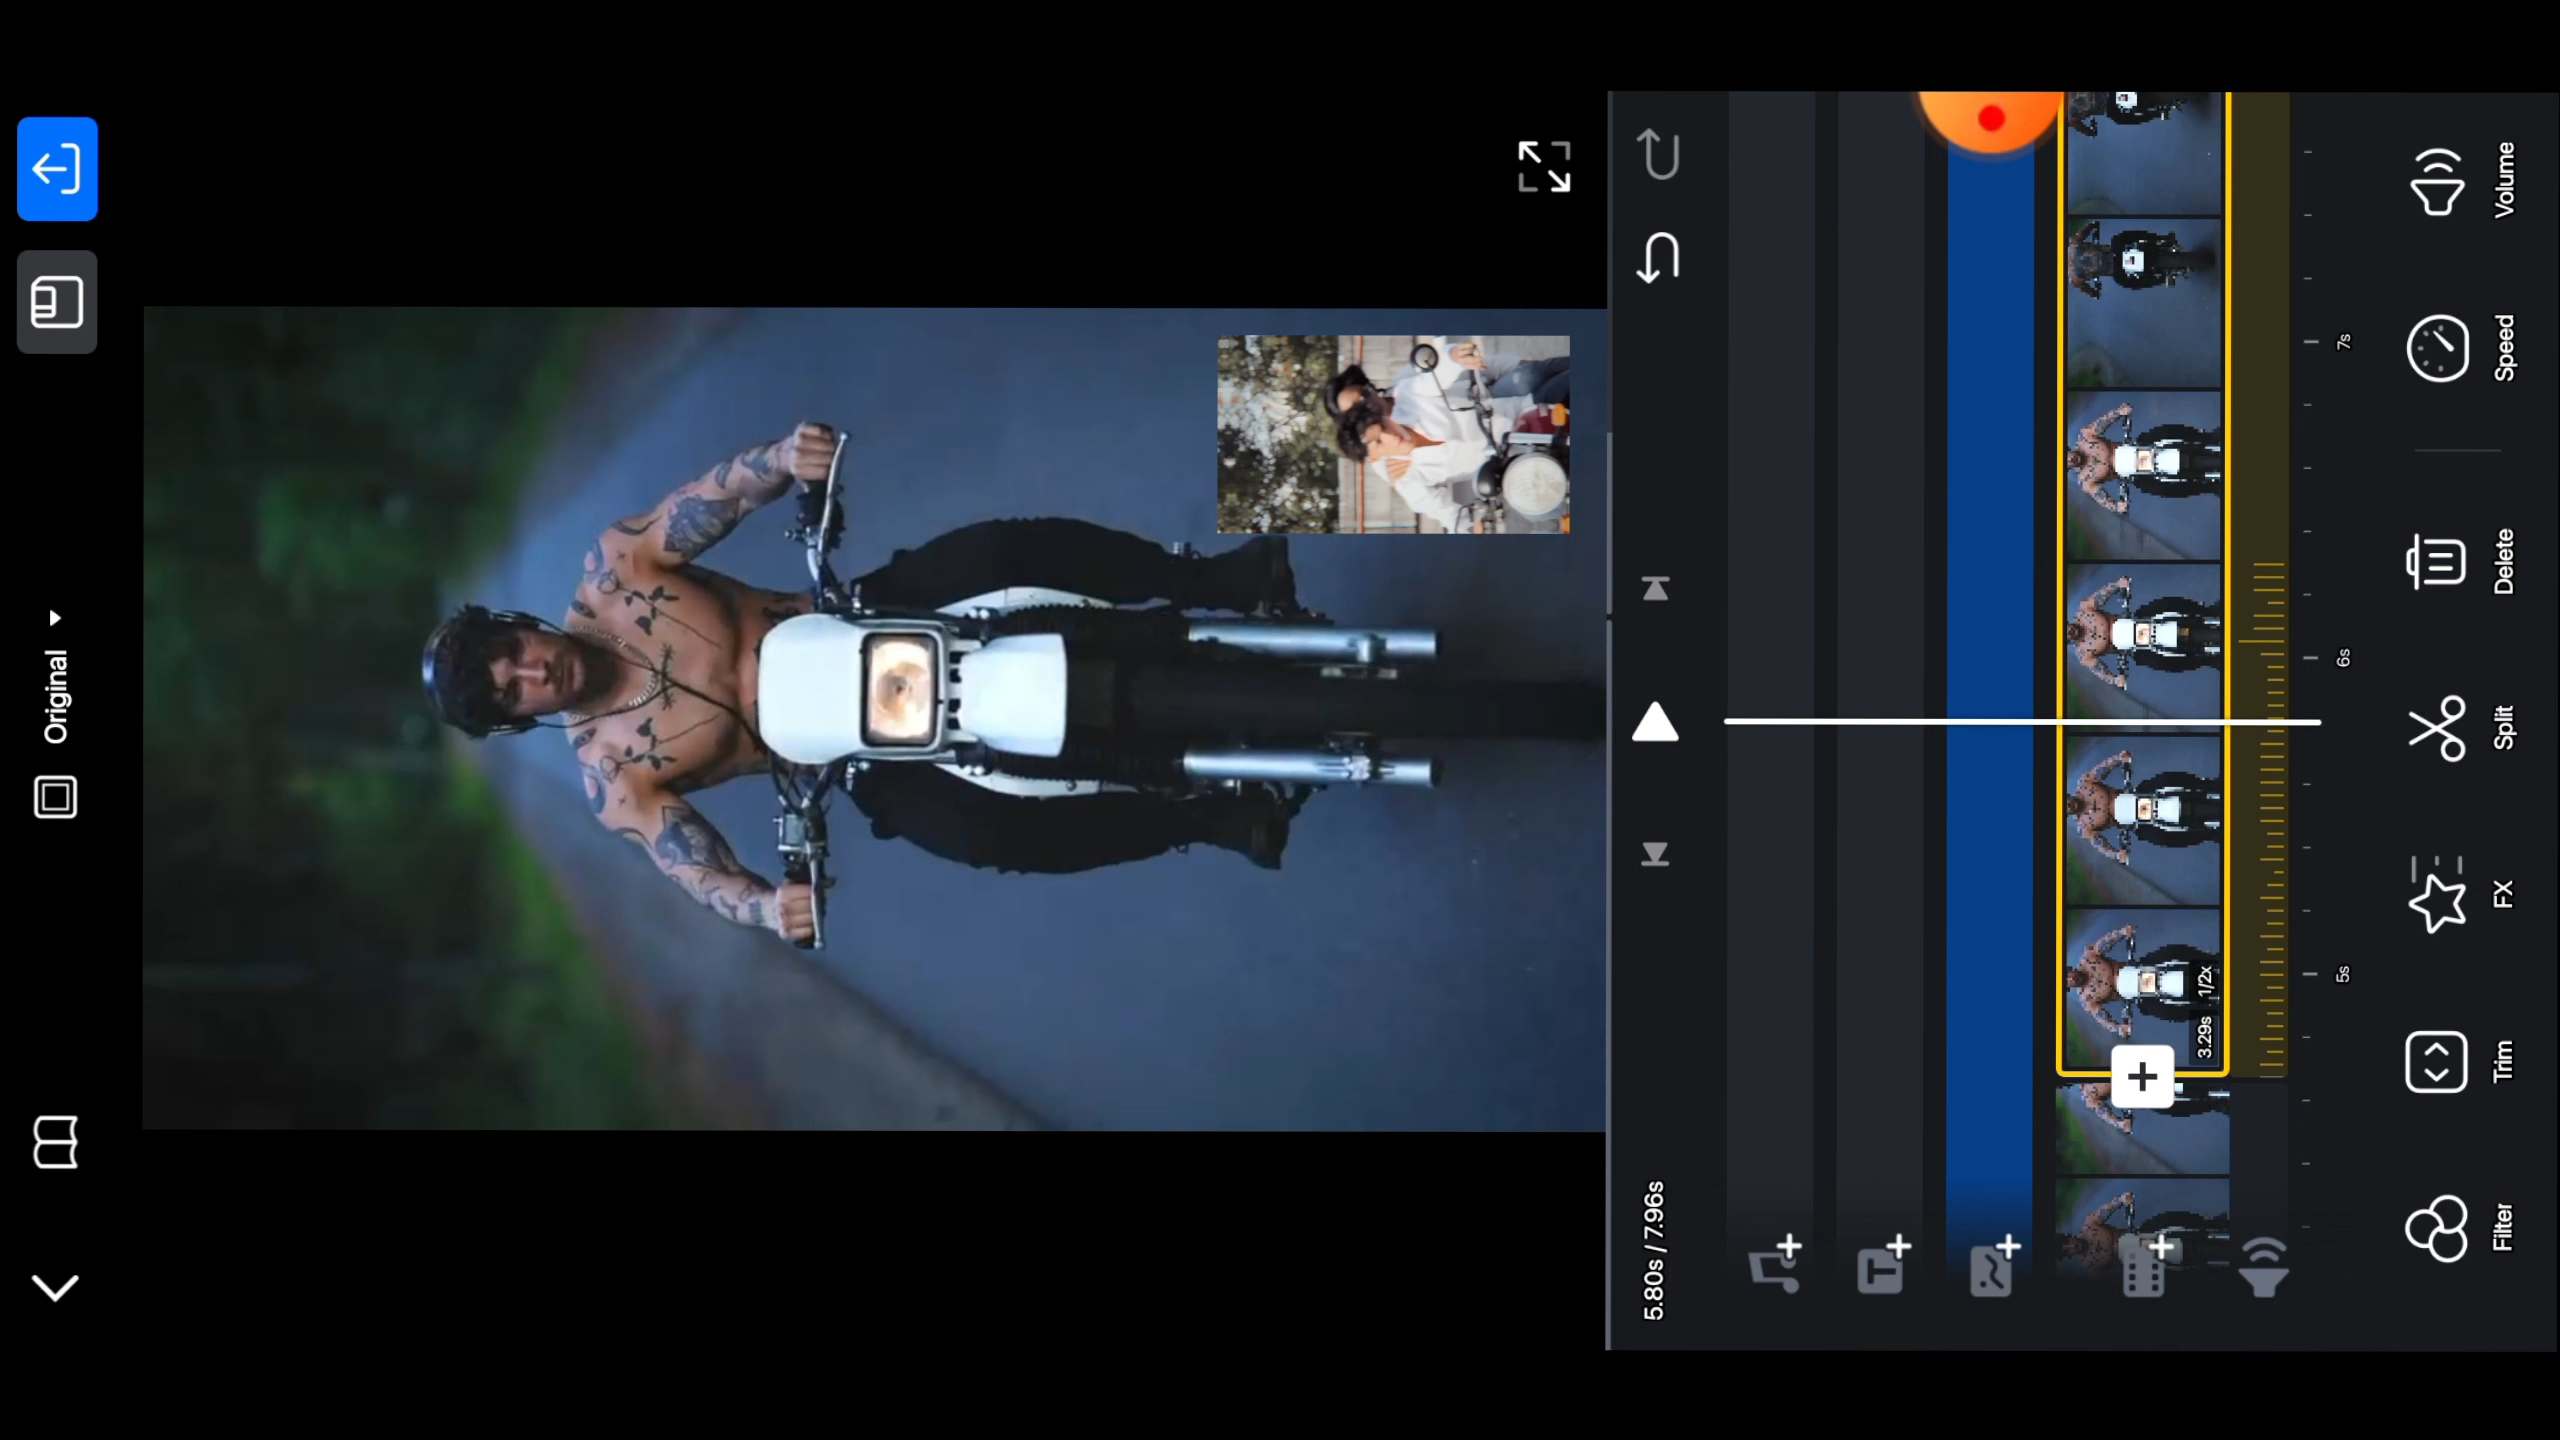 Original
5.80s / 7.96s
3.29s 1/2x
5s
6s
7s
Filter
Trim
FX
Split
Delete
Speed
Volume